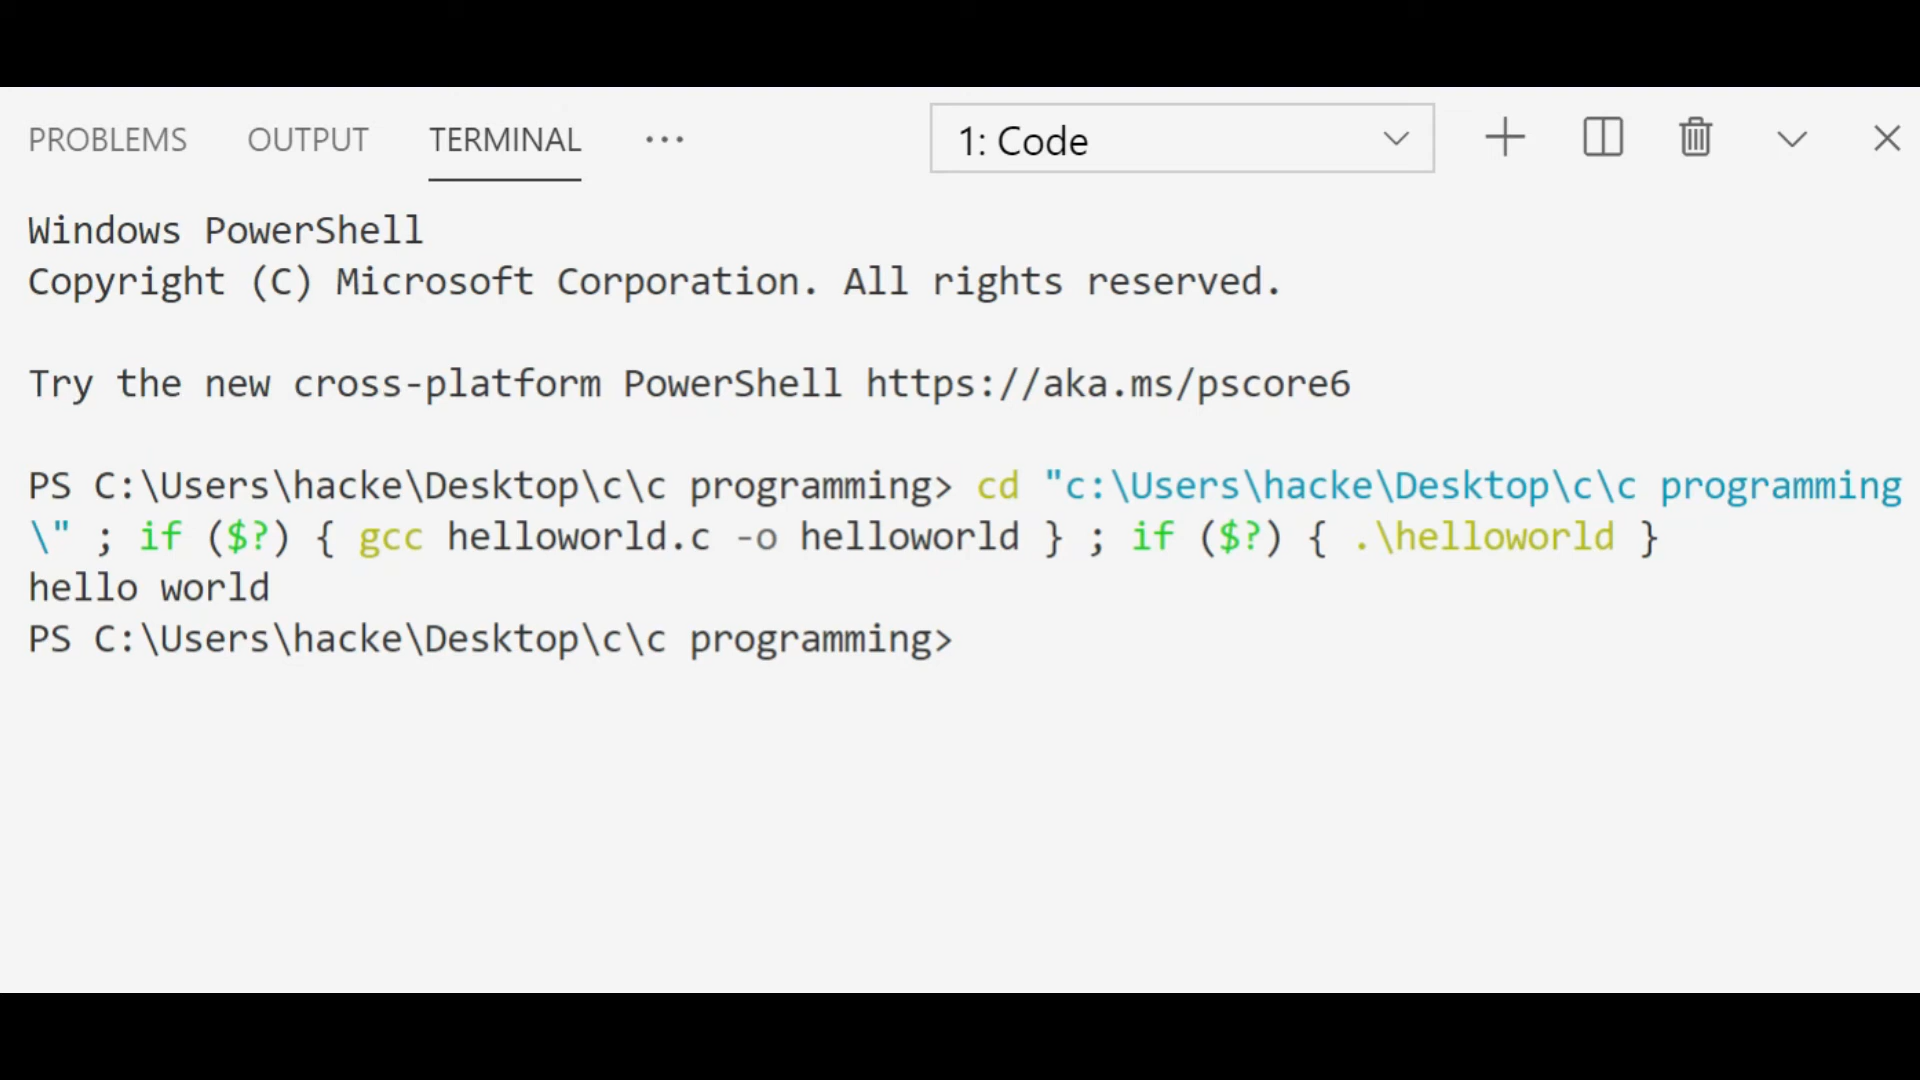 PROBLEMS OUTPUT TERMINAL ··· 1: Code
Windows PowerShell
Copyright (C) Microsoft Corporation. All rights reserved.
Try the new cross-platform PowerShell https://aka.ms/pscore6
PS C:\Users\hacke\Desktop\c\c programming> cd "c:\Users\hacke\Desktop\c\c programming
\" ; if ($?) { gcc helloworld.c -o helloworld } ; if ($?) { .\helloworld }
hello world
PS C:\Users\hacke\Desktop\c\c programming>